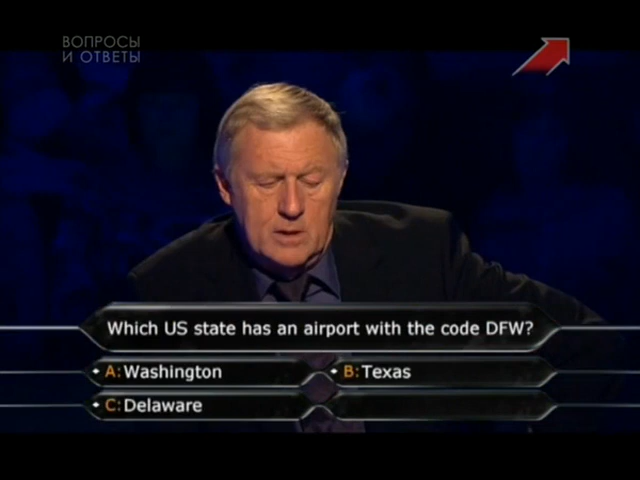 ВОПРОСЫ
И ОТВЕТЫ
Which US state has an airport with the code DFW?
A: Washington
B: Texas
C: Delaware